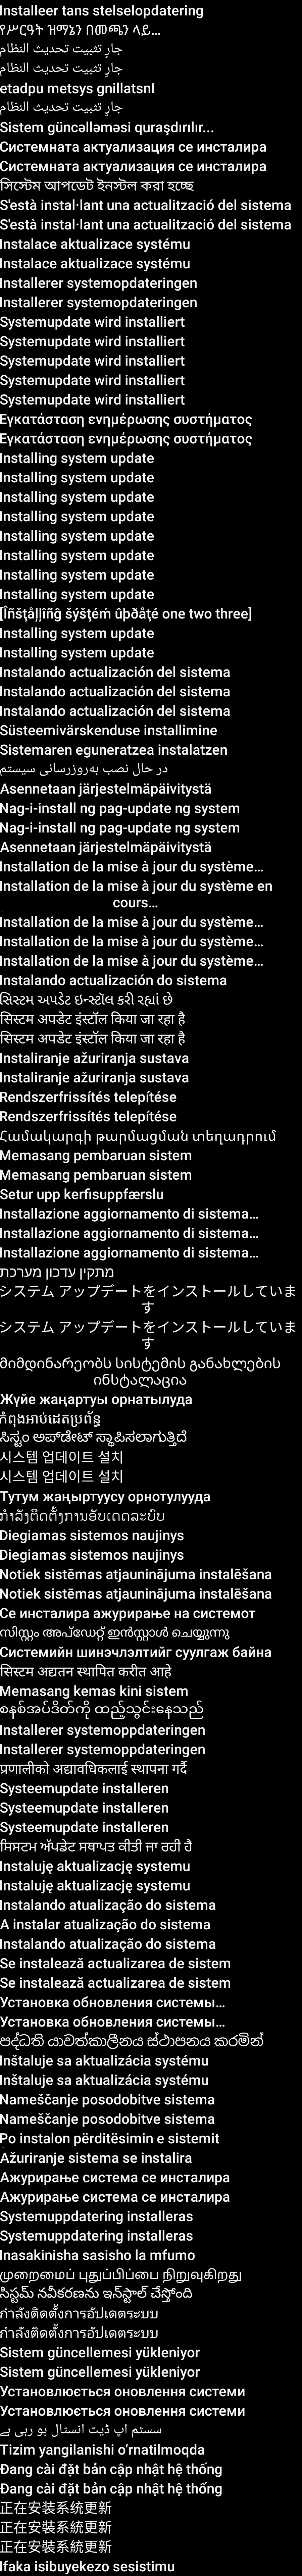 Installeer tans stelselopdatering
የሥርዓት ዝማኔን በመጫን ላይ…
جارٍ تثبيت تحديث النظام
جارٍ تثبيت تحديث النظام
etadpu metsys gnillatsnI
جارٍ تثبيت تحديث النظام
Sistem güncəlləməsi quraşdırılır...
Системната актуализация се инсталира
Системната актуализация се инсталира
সিস্টেম আপডেট ইনস্টল করা হচ্ছে
S'està instal·lant una actualització del sistema
S'està instal·lant una actualització del sistema
Instalace aktualizace systému
Instalace aktualizace systému
Installerer systemopdateringen
Installerer systemopdateringen
Systemupdate wird installiert
Systemupdate wird installiert
Systemupdate wird installiert
Systemupdate wird installiert
Systemupdate wird installiert
Εγκατάσταση ενημέρωσης συστήματος
Εγκατάσταση ενημέρωσης συστήματος
Installing system update
Installing system update
Installing system update
Installing system update
Installing system update
Installing system update
Installing system update
Installing system update
[Îñšţåļļîñĝ šýšţéḿ ûþðåţé one two three]
Installing system update
Installing system update
Instalando actualización del sistema
Instalando actualización del sistema
Instalando actualización del sistema
Süsteemivärskenduse installimine
Sistemaren eguneratzea instalatzen
در حال نصب به‌روزرسانی سیستم
Asennetaan järjestelmäpäivitystä
Nag-i-install ng pag-update ng system
Nag-i-install ng pag-update ng system
Asennetaan järjestelmäpäivitystä
Installation de la mise à jour du système…
Installation de la mise à jour du système en
cours…
Installation de la mise à jour du système…
Installation de la mise à jour du système…
Installation de la mise à jour du système…
Instalando actualización do sistema
સિસ્ટમ અપડેટ ઇન્સ્ટૉલ કરી રહ્યાં છે
सिस्टम अपडेट इंस्टॉल किया जा रहा है
सिस्टम अपडेट इंस्टॉल किया जा रहा है
Instaliranje ažuriranja sustava
Instaliranje ažuriranja sustava
Rendszerfrissítés telepítése
Rendszerfrissítés telepítése
Համակարգի թարմացման տեղադրում
Memasang pembaruan sistem
Memasang pembaruan sistem
Setur upp kerfisuppfærslu
Installazione aggiornamento di sistema…
Installazione aggiornamento di sistema…
Installazione aggiornamento di sistema…
מתקין עדכון מערכת
システム アップデートをインストールしていま
す
システム アップデートをインストールしていま
す
მიმდინარეობს სისტემის განახლების
ინსტალაცია
Жүйе жаңартуы орнатылуда
កំពុងអាប់ដេតប្រព័ន្ធ
ಸಿಸ್ಟಂ ಅಪ್‌ಡೇಟ್‌ ಸ್ಥಾಪಿಸಲಾಗುತ್ತಿದೆ
시스템 업데이트 설치
시스템 업데이트 설치
Тутум жаңыртуусу орнотулууда
ກຳລັງຕິດຕັ້ງການອັບເດດລະບົບ
Diegiamas sistemos naujinys
Diegiamas sistemos naujinys
Notiek sistēmas atjauninājuma instalēšana
Notiek sistēmas atjauninājuma instalēšana
Се инсталира ажурирање на системот
സിസ്റ്റം അപ്‌ഡേറ്റ് ഇൻസ്റ്റാൾ ചെയ്യുന്നു
Системийн шинэчлэлтийг суулгаж байна
सिस्टम अद्यतन स्थापित करीत आहे
Memasang kemas kini sistem
စနစ်အပ်ဒိတ်ကို ထည့်သွင်းနေသည်
Installerer systemoppdateringen
Installerer systemoppdateringen
प्रणालीको अद्यावधिकलाई स्थापना गर्दै
Systeemupdate installeren
Systeemupdate installeren
Systeemupdate installeren
ਸਿਸਟਮ ਅੱਪਡੇਟ ਸਥਾਪਤ ਕੀਤੀ ਜਾ ਰਹੀ ਹੈ
Instaluję aktualizację systemu
Instaluję aktualizację systemu
Instalando atualização do sistema
A instalar atualização do sistema
Instalando atualização do sistema
Se instalează actualizarea de sistem
Se instalează actualizarea de sistem
Установка обновления системы…
Установка обновления системы…
පද්ධති යාවත්කාලීනය ස්ථාපනය කරමින්
Inštaluje sa aktualizácia systému
Inštaluje sa aktualizácia systému
Nameščanje posodobitve sistema
Nameščanje posodobitve sistema
Po instalon përditësimin e sistemit
Ažuriranje sistema se instalira
Ажурирање система се инсталира
Ажурирање система се инсталира
Systemuppdatering installeras
Systemuppdatering installeras
Inasakinisha sasisho la mfumo
முறைமைப் புதுப்பிப்பை நிறுவுகிறது
సిస్టమ్ నవీకరణను ఇన్‌స్టాల్ చేస్తోంది
กำลังติดตั้งการอัปเดตระบบ
กำลังติดตั้งการอัปเดตระบบ
Sistem güncellemesi yükleniyor
Sistem güncellemesi yükleniyor
Установлюється оновлення системи
Установлюється оновлення системи
سسٹم اپ ڈیٹ انسٹال ہو رہی ہے
Tizim yangilanishi o‘rnatilmoqda
Đang cài đặt bản cập nhật hệ thống
Đang cài đặt bản cập nhật hệ thống
正在安装系统更新
正在安裝系統更新
正在安裝系統更新
Ifaka isibuyekezo sesistimu